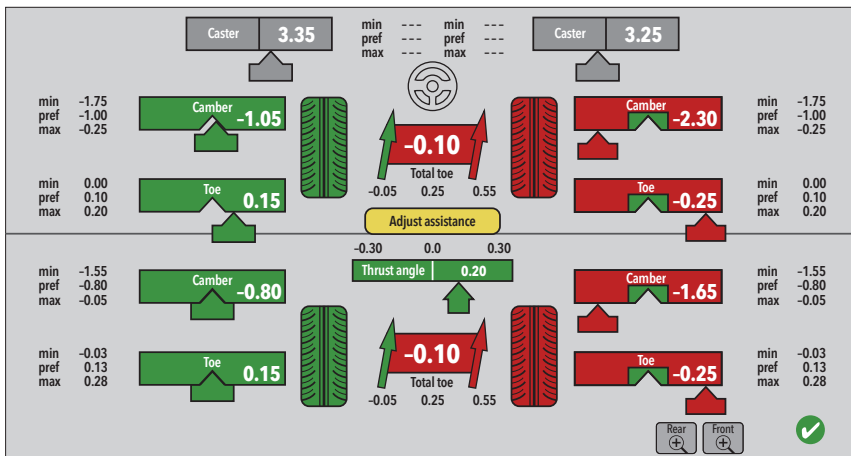 Caster 3.35
min --- min ---
pref --- pref ---
max --- max ---
Caster 3.25
min –1.75
pref –1.00
max –0.25
Camber
–1.05
Camber
–2.30
min –1.75
pref –1.00
max –0.25
–0.10
Total toe
–0.05 0.25 0.55
min 0.00
pref 0.10
max 0.20
Toe
0.15
Toe
–0.25
min 0.00
pref 0.10
max 0.20
Adjust assistance
–0.30 0.0 0.30
Thrust angle 0.20
min –1.55
pref –0.80
max –0.05
Camber
–0.80
Camber
–1.65
min –1.55
pref –0.80
max –0.05
–0.10
Total toe
–0.05 0.25 0.55
min –0.03
pref 0.13
max 0.28
Toe
0.15
Toe
–0.25
min –0.03
pref 0.13
max 0.28
Rear Front